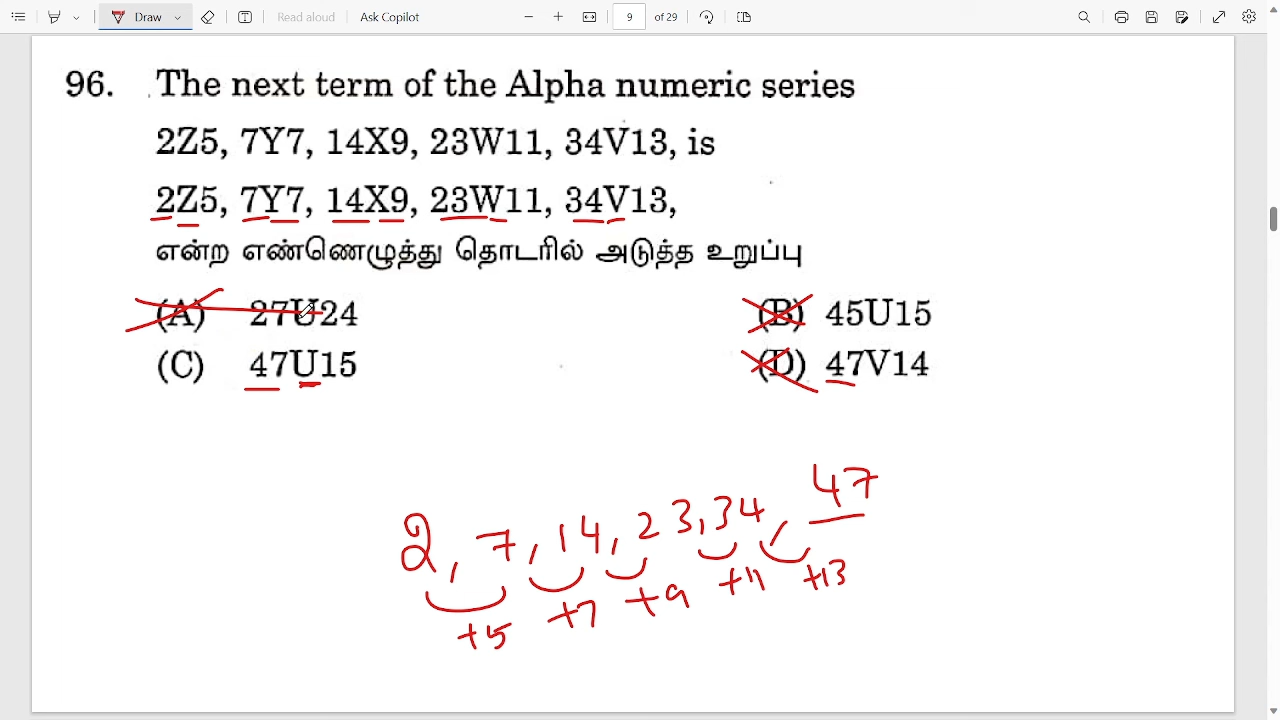 Draw Read aloud Ask Copilot 9 of 29
96. The next term of the Alpha numeric series
2Z5, 7Y7, 14X9, 23W11, 34V13, is
2Z5, 7Y7, 14X9, 23W11, 34V13,
என்ற எண்ணெழுத்து தொடரில் அடுத்த உறுப்பு
(A) 27U24 (B) 45U15
(C) 47U15 (D) 47V14
2, 7, 14, 23, 34, 47
+5 +7 +9 +11 +13